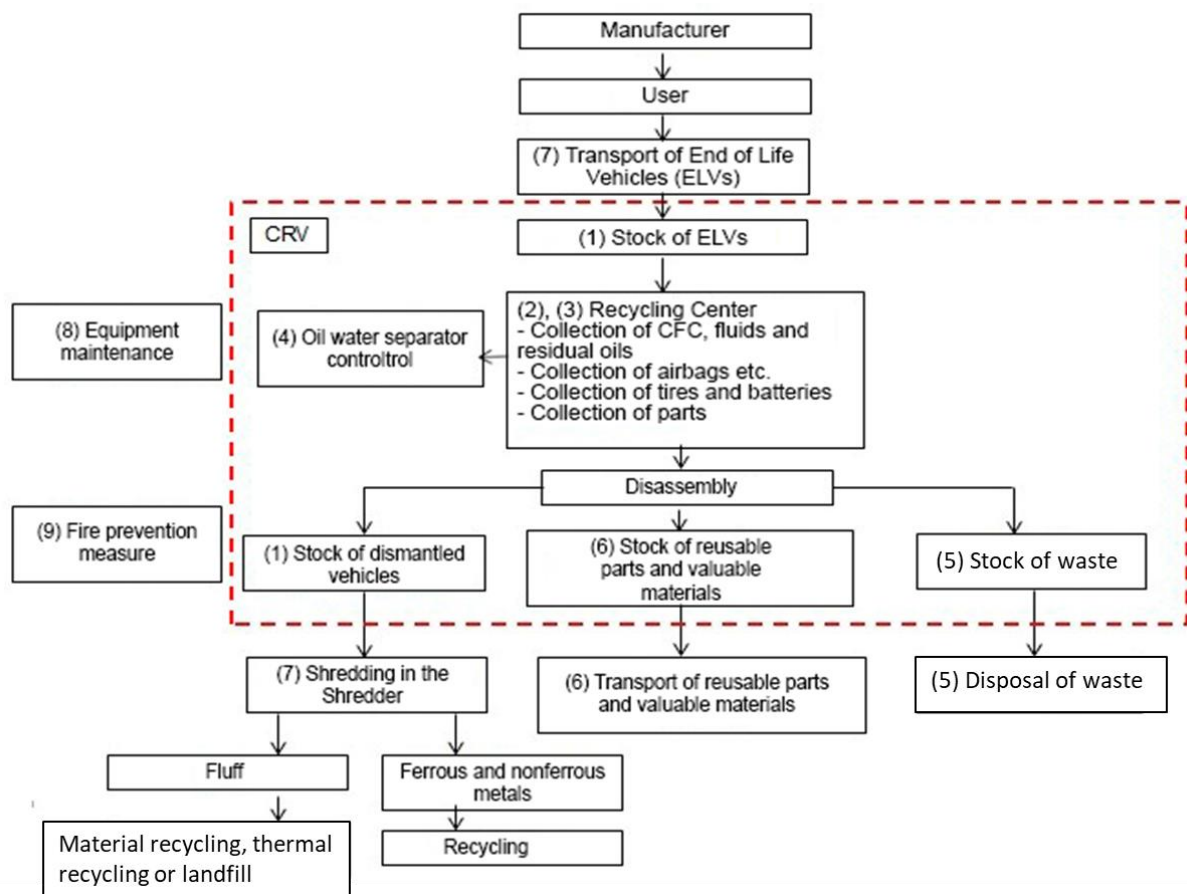 Manufacturer
User
(7) Transport of End of Life
Vehicles (ELVs)
CRV
(1) Stock of ELVs
(8) Equipment
maintenance
(4) Oil water separator
controltrol
(2), (3) Recycling Center
- Collection of CFC, fluids and
residual oils
- Collection of airbags etc.
- Collection of tires and batteries
- Collection of parts
Disassembly
(9) Fire prevention
measure
(1) Stock of dismantled
vehicles
(6) Stock of reusable
parts and valuable
materials
(5) Stock of waste
(7) Shredding in the
Shredder
(6) Transport of reusable parts
and valuable materials
(5) Disposal of waste
Fluff
Ferrous and nonferrous
metals
Material recycling, thermal
recycling or landfill
Recycling